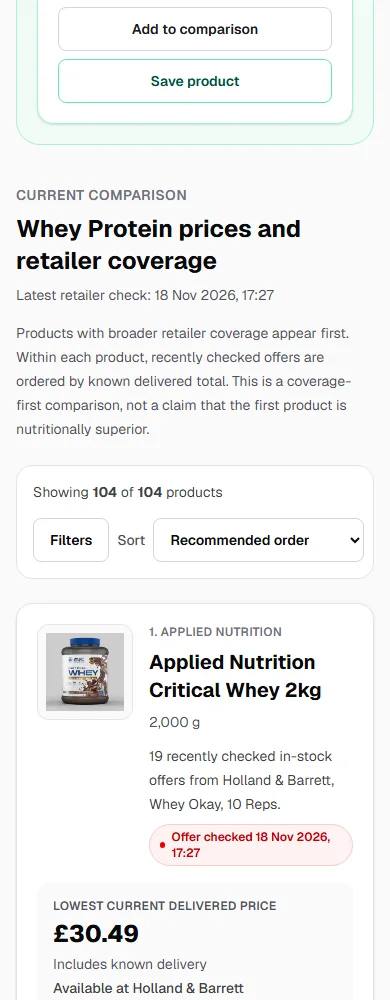 Add to comparison
Save product
CURRENT COMPARISON
Whey Protein prices and
retailer coverage
Latest retailer check: 18 Nov 2026, 17:27
Products with broader retailer coverage appear first.
Within each product, recently checked offers are
ordered by known delivered total. This is a coverage-
first comparison, not a claim that the first product is
nutritionally superior.
Showing 104 of 104 products
Filters Sort Recommended order
1. APPLIED NUTRITION
Applied Nutrition
Critical Whey 2kg
2,000 g
WHEY
19 recently checked in-stock
offers from Holland & Barrett,
Whey Okay, 10 Reps.
Offer checked 18 Nov 2026,
17:27
LOWEST CURRENT DELIVERED PRICE
£30.49
Includes known delivery
Available at Holland & Barrett